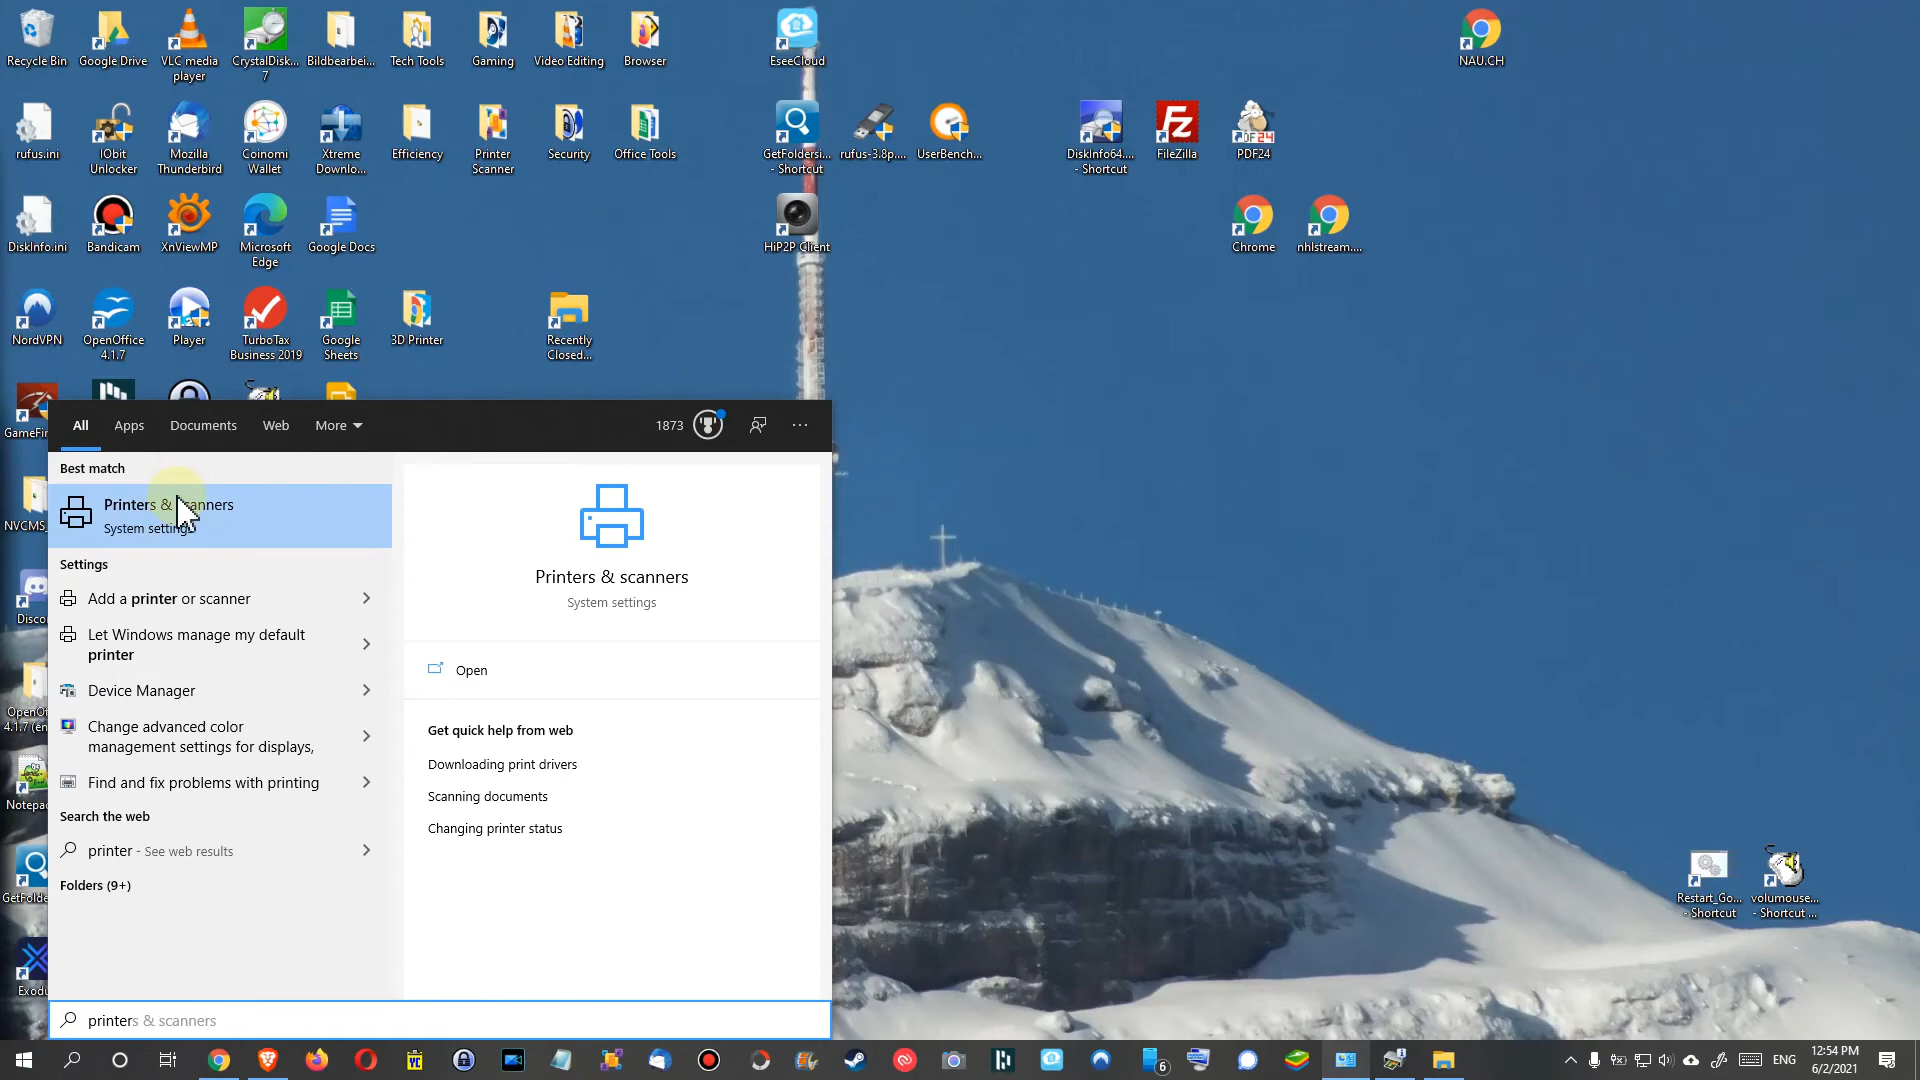 Recycle Bin
Google Drive
VLC media
player
CrystalDisk...
7
Bildbearbei...
Tech Tools
Gaming
Video Editing
Browser
EseeCloud
NAU.CH
rufus.ini
IObit
Unlocker
Mozilla
Thunderbird
Coinomi
Wallet
Xtreme
Downlo...
Efficiency
Printer
Scanner
Security
Office Tools
GetFoldersi...
- Shortcut
rufus-3.8p....
UserBench...
DiskInfo64....
- Shortcut
FileZilla
PDF24
DiskInfo.ini
Bandicam
XnViewMP
Microsoft
Edge
Google Docs
HiP2P Client
Chrome
nhlstream....
NordVPN
OpenOffice
4.1.7
Player
TurboTax
Business 2019
Google
Sheets
3D Printer
Recently
Closed...
GameFir
NVCMS_
Disco
OpenOf
4.1.7 (en
Notepa
GetFolde
Exodu
All
Apps
Documents
Web
More
1873
Best match
Printers & scanners
System settings
Settings
Add a printer or scanner
Let Windows manage my default
printer
Device Manager
Change advanced color
management settings for displays,
Find and fix problems with printing
Search the web
printer - See web results
Folders (9+)
Printers & scanners
System settings
Open
Get quick help from web
Downloading print drivers
Scanning documents
Changing printer status
printers & scanners
Restart_Go...
- Shortcut
volumouse...
- Shortcut ...
6
ENG
12:54 PM
6/2/2021